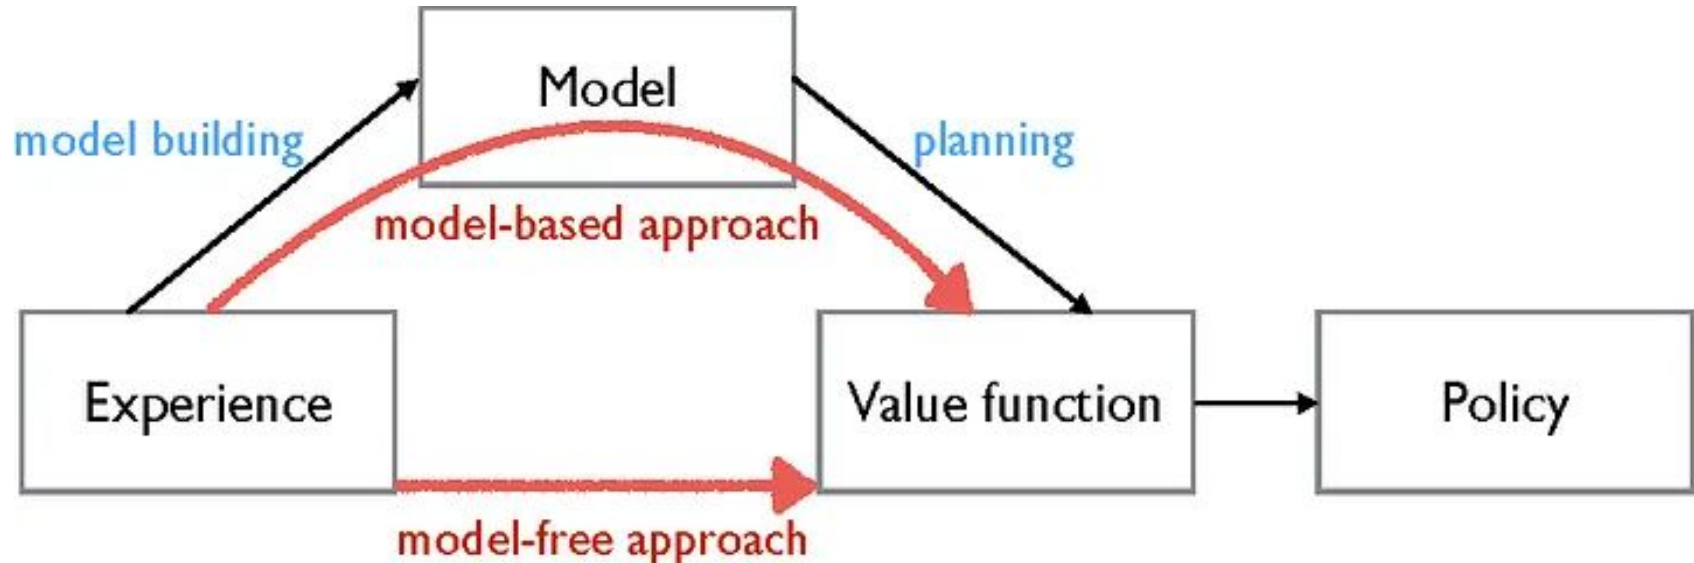 Model
model building
planning
model-based approach
Experience
Value function
Policy
model-free approach